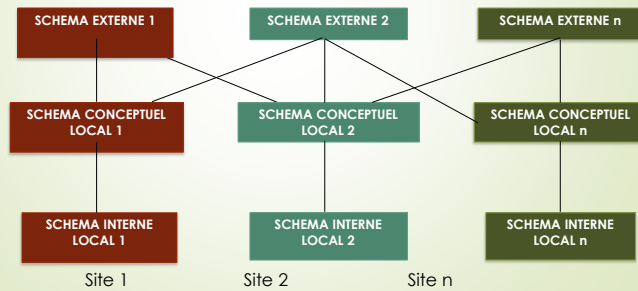 SCHEMA EXTERNE 1
SCHEMA EXTERNE 2
SCHEMA EXTERNE n
SCHEMA CONCEPTUEL
LOCAL 1
SCHEMA CONCEPTUEL
LOCAL 2
SCHEMA CONCEPTUEL
LOCAL n
SCHEMA INTERNE
LOCAL 1
SCHEMA INTERNE
LOCAL 2
SCHEMA INTERNE
LOCAL n
Site 1
Site 2
Site n